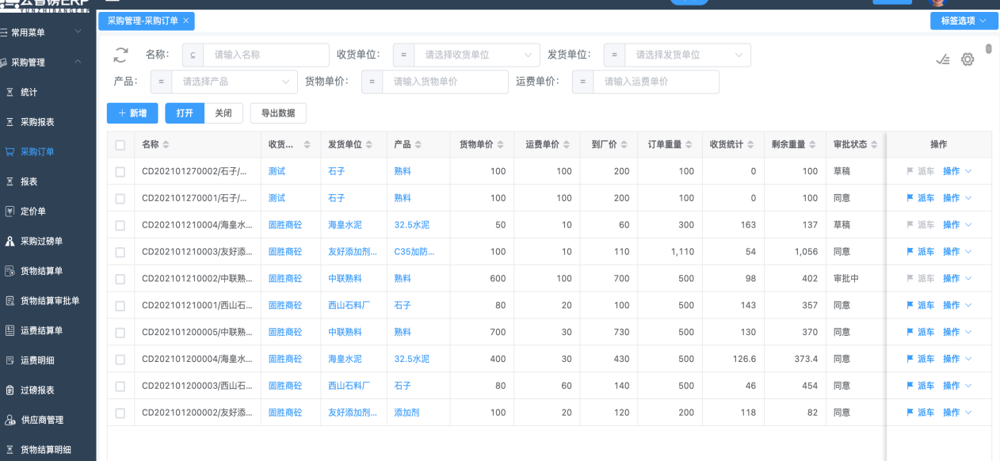 云智磅ERP
YUNZHIBANGERP
常用菜单
采购管理
统计
采购报表
采购订单
报表
定价单
采购过磅单
货物结算单
货物结算审批单
运费结算单
运费明细
过磅报表
供应商管理
货物结算明细
采购管理-采购订单 ×
标签选项
名称: ⊆ 请输入名称 收货单位: = 请选择收货单位 发货单位: = 请选择发货单位
产品: = 请选择产品 货物单价: = 请输入货物单价 运费单价: = 请输入运费单价
+ 新增 打开 关闭 导出数据
名称 收货... 发货单位 产品 货物单价 运费单价 到厂价 订单重量 收货统计 剩余重量 审批状态 操作
CD202101270002/石子/... 测试 石子 熟料 100 100 200 100 0 100 草稿 派车 操作
CD202101270001/石子/... 测试 石子 熟料 100 100 200 100 0 100 同意 派车 操作
CD202101210004/海皇水... 固胜商砼 海皇水泥 32.5水泥 50 10 60 300 163 137 草稿 派车 操作
CD202101210003/友好添... 固胜商砼 友好添加剂... C35加防... 100 10 110 1,110 54 1,056 同意 派车 操作
CD202101210002/中联熟... 固胜商砼 中联熟料 熟料 600 100 700 500 98 402 审批中 派车 操作
CD202101210001/西山石... 固胜商砼 西山石料厂 石子 80 20 100 500 143 357 同意 派车 操作
CD202101200005/中联熟... 固胜商砼 中联熟料 熟料 700 30 730 500 130 370 同意 派车 操作
CD202101200004/海皇水... 固胜商砼 海皇水泥 32.5水泥 400 30 430 500 126.6 373.4 同意 派车 操作
CD202101200003/西山石... 固胜商砼 西山石料厂 石子 80 60 140 500 46 454 同意 派车 操作
CD202101200002/友好添... 固胜商砼 友好添加剂... 添加剂 100 20 120 200 118 82 同意 派车 操作